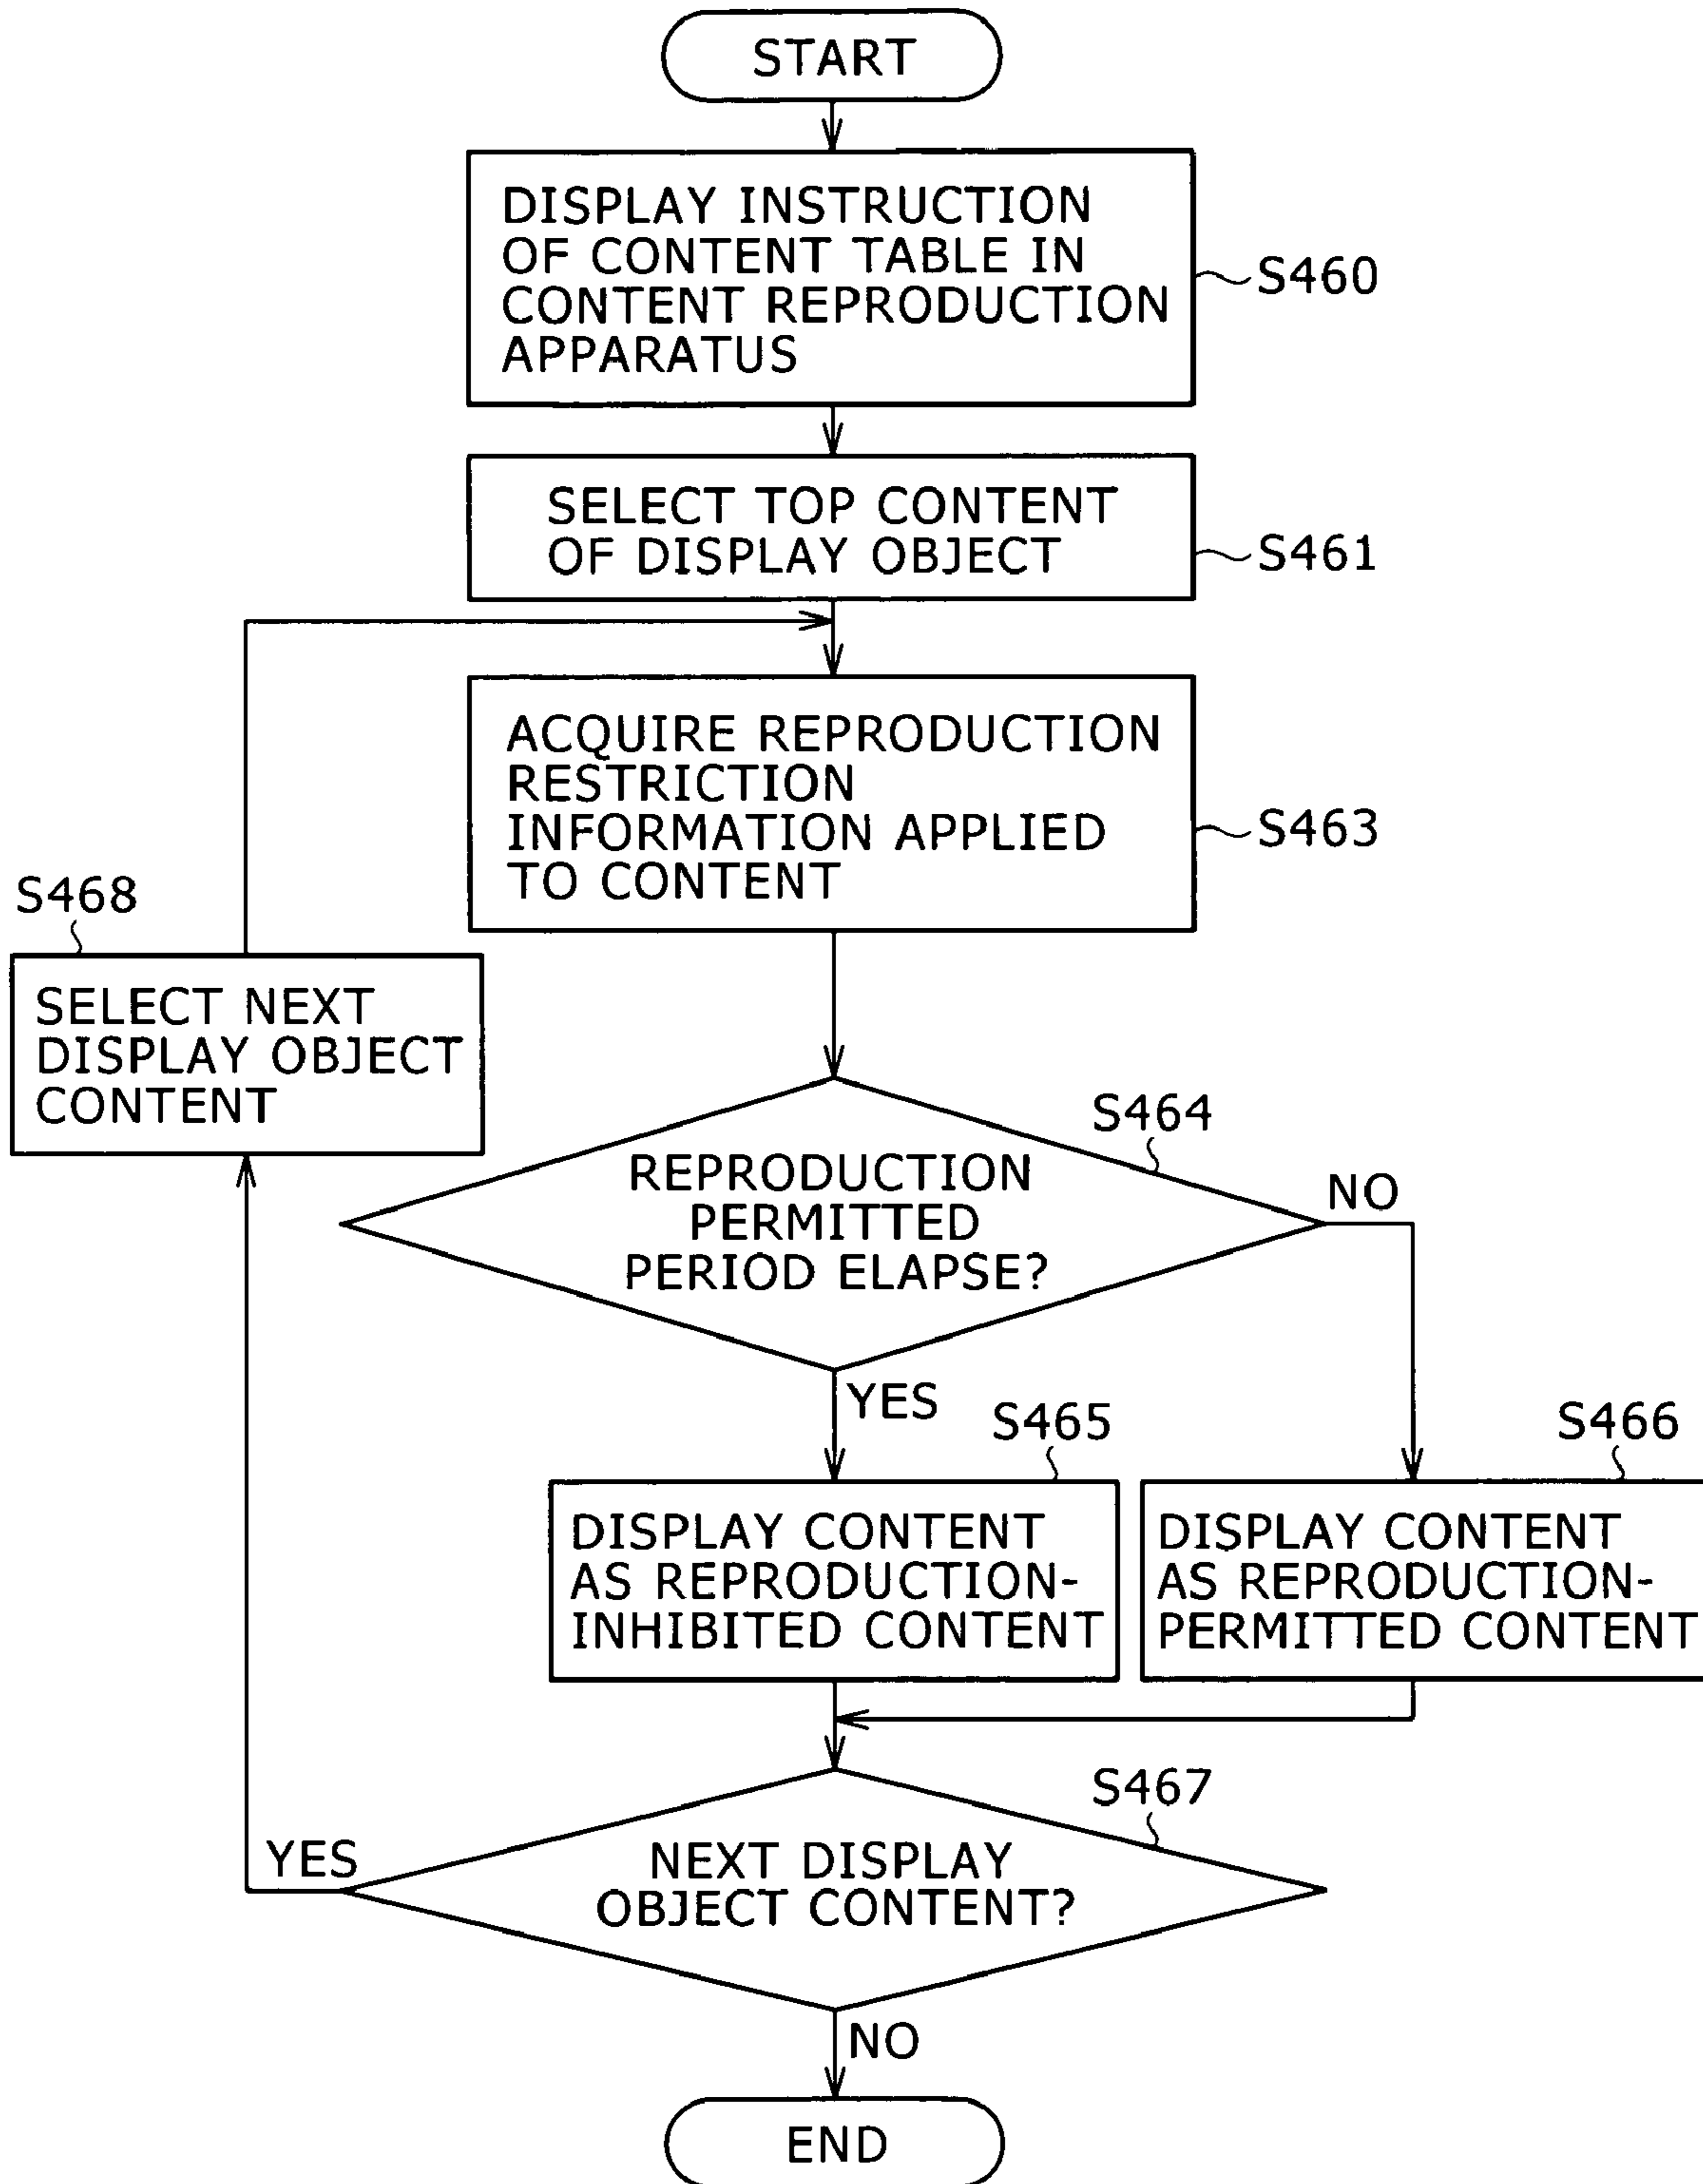 START
DISPLAY INSTRUCTION
OF CONTENT TABLE IN
CONTENT REPRODUCTION
APPARATUS
S460
SELECT TOP CONTENT
OF DISPLAY OBJECT
S461
ACQUIRE REPRODUCTION
RESTRICTION
INFORMATION APPLIED
TO CONTENT
S463
S468
SELECT NEXT
DISPLAY OBJECT
CONTENT
S464
REPRODUCTION
PERMITTED
PERIOD ELAPSE?
NO
YES
S465
DISPLAY CONTENT
AS REPRODUCTION-
INHIBITED CONTENT
S466
DISPLAY CONTENT
AS REPRODUCTION-
PERMITTED CONTENT
S467
NEXT DISPLAY
OBJECT CONTENT?
YES
NO
END